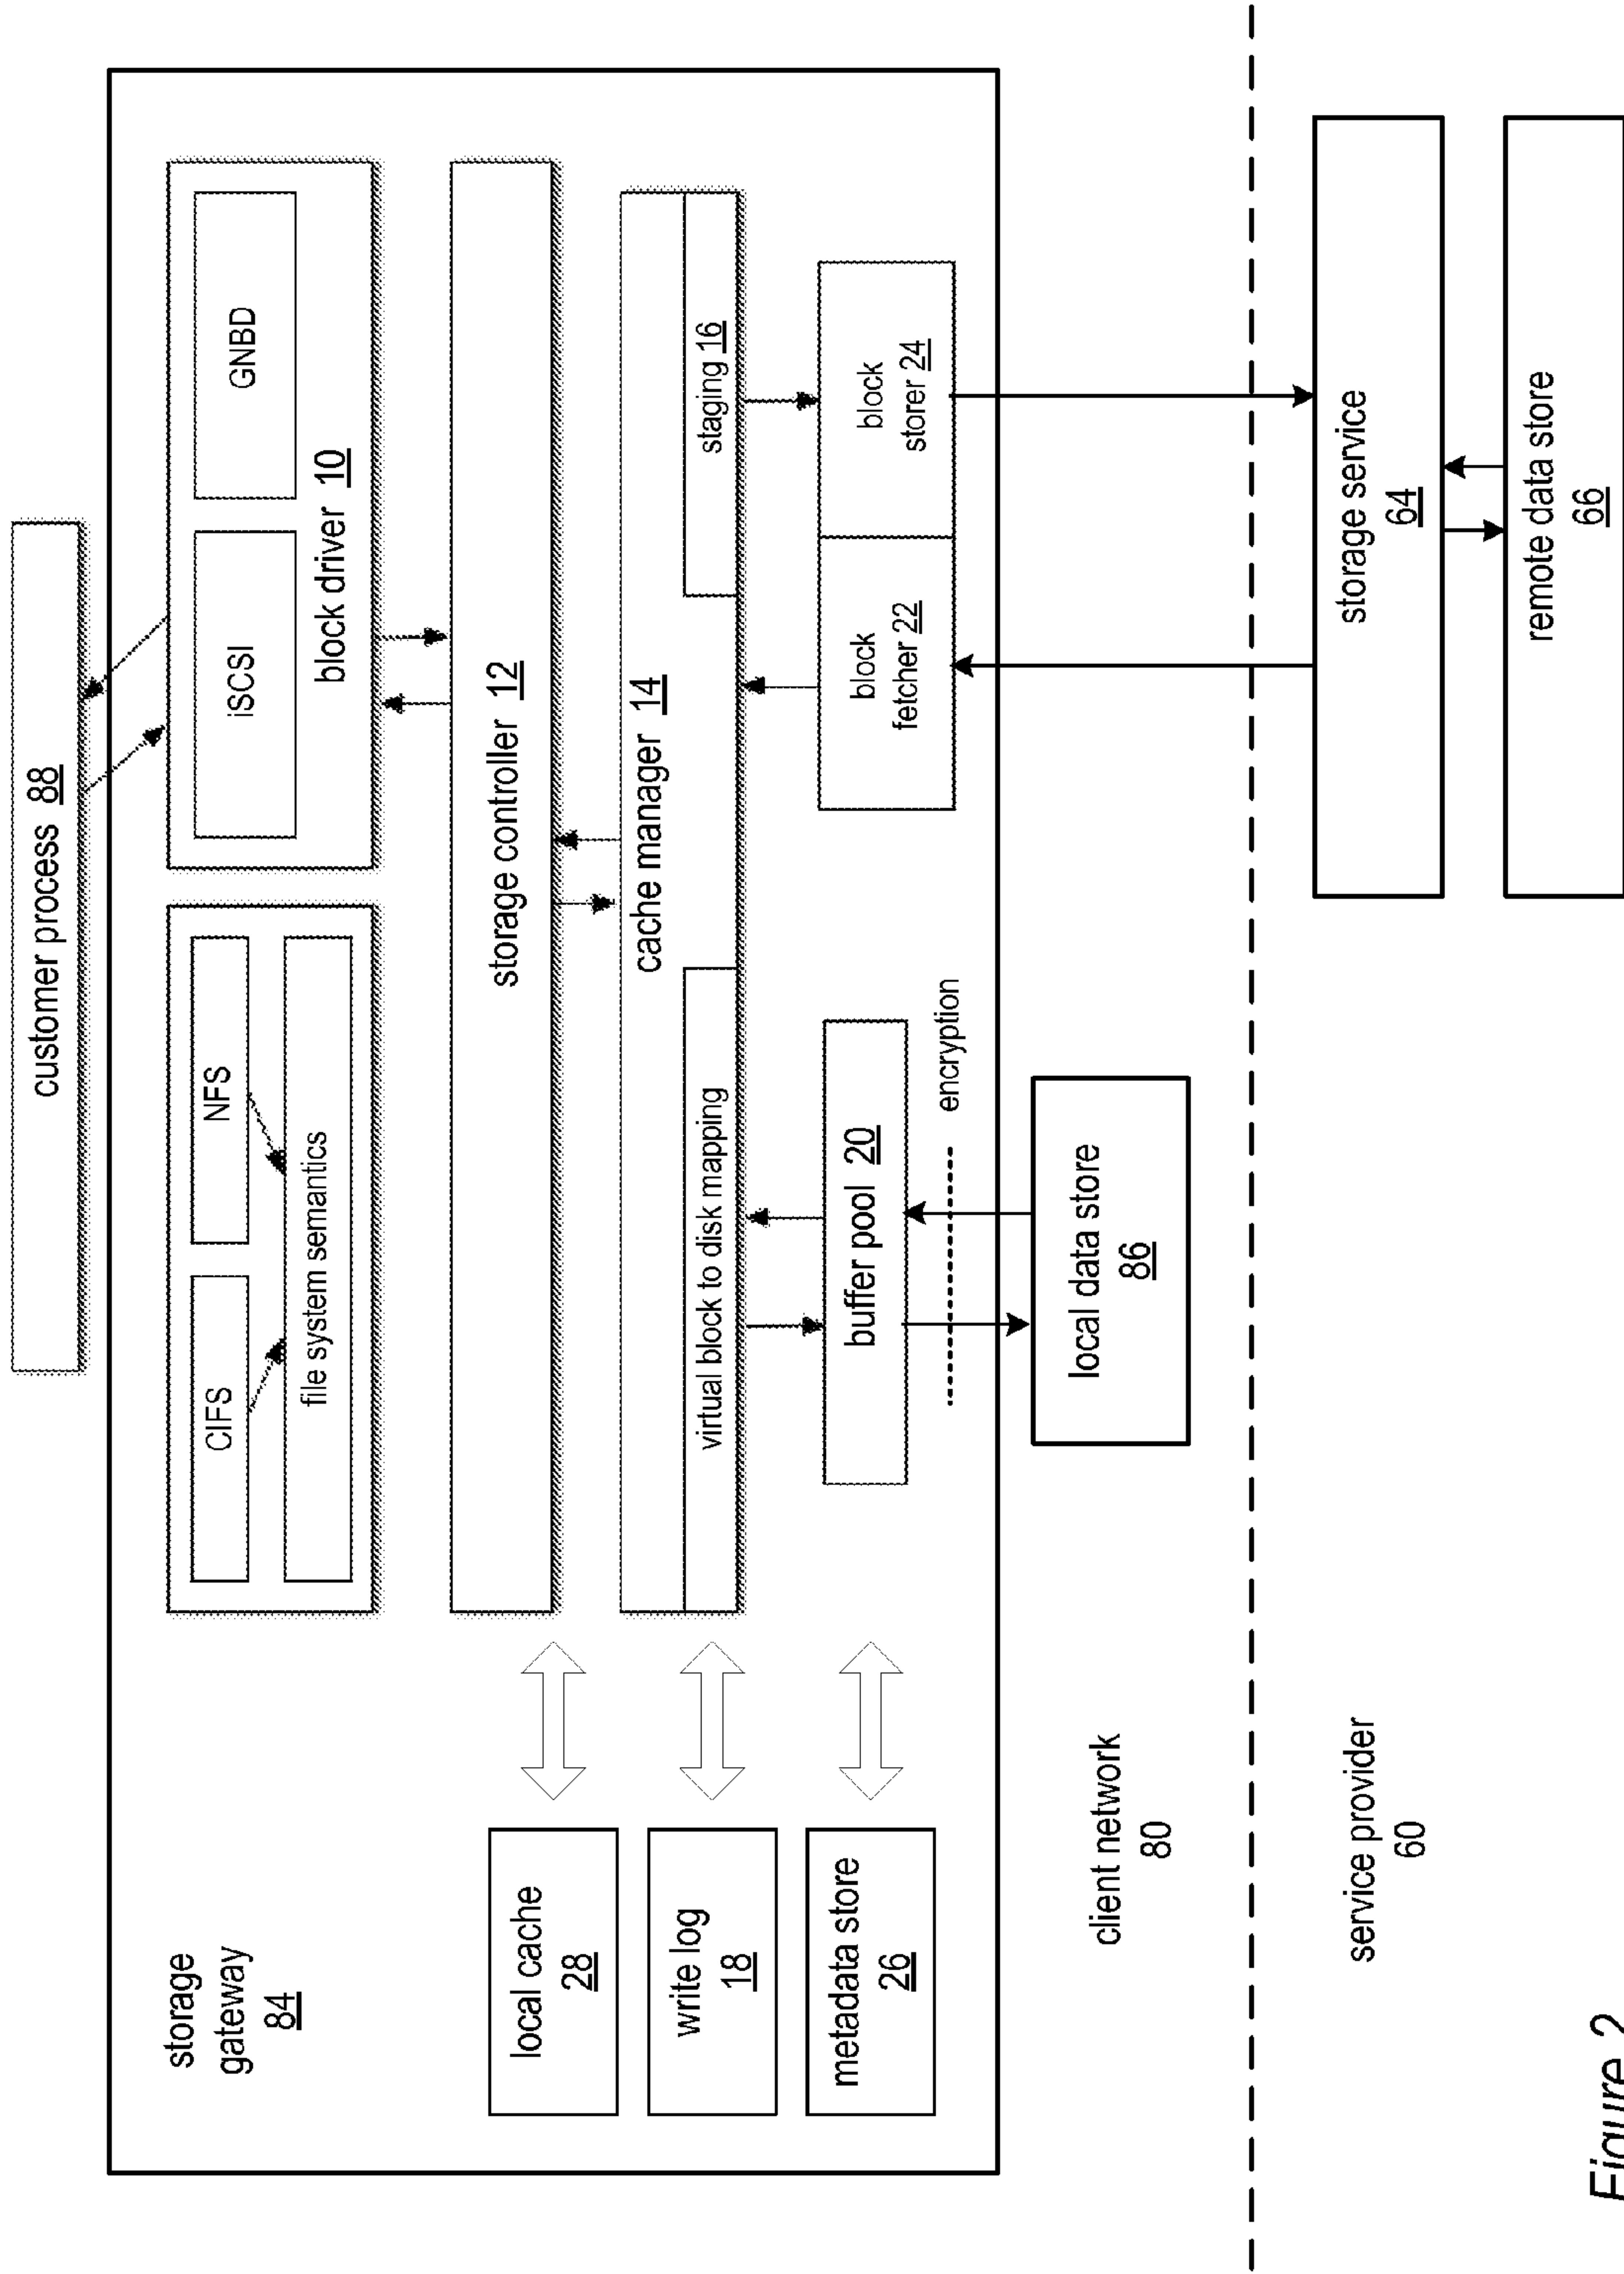 customer process 88
storage
gateway
84
CIFS
NFS
file system semantics
iSCSI
GNBD
block driver 10
storage controller 12
cache manager 14
virtual block to disk mapping
staging 16
local cache
28
write log
18
metadata store
26
buffer pool 20
block
fetcher 22
block
storer 24
encryption
local data store
86
client network
80
service provider
60
storage service
64
remote data store
66
Figure 2